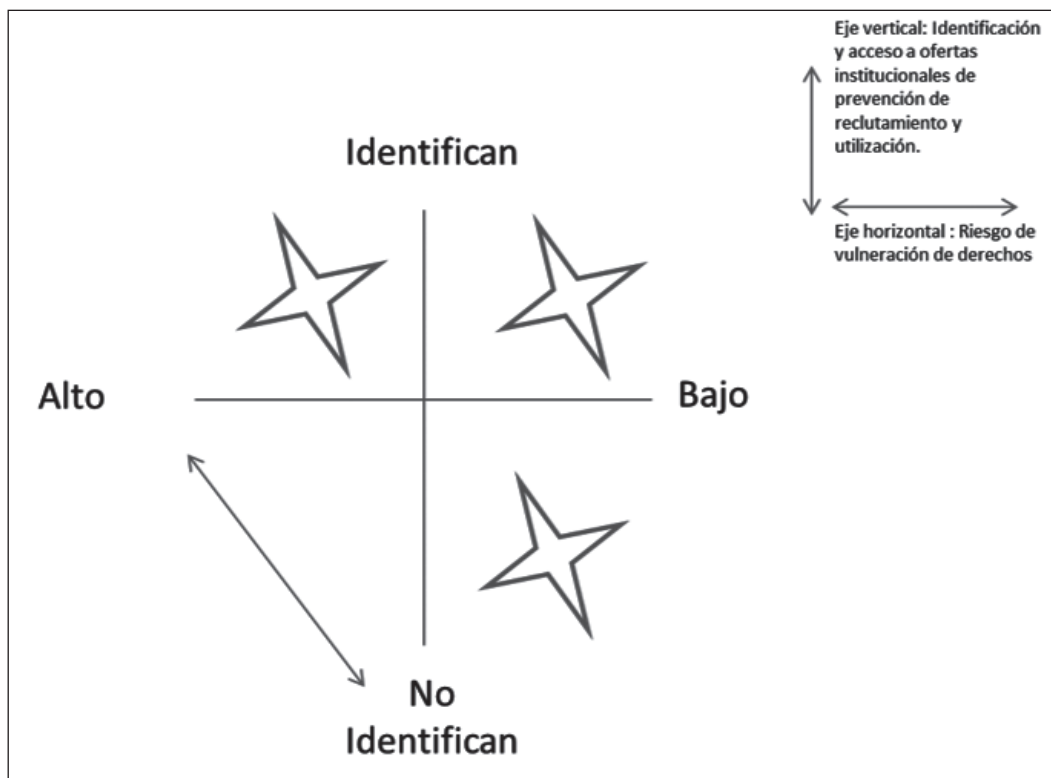 Eje vertical: Identificación
y acceso a ofertas
institucionales de
prevención de
reclutamiento y
utilización.
Eje horizontal : Riesgo de
vulneración de derechos
Identifican
Alto
Bajo
No
Identifican